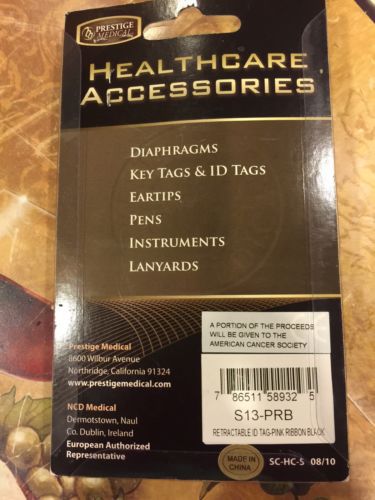 PRESTIGE
MEDICAL
HEALTHCARE
ACCESSORIES
DIAPHRAGMS
KEY TAGS & ID TAGS
EARTIPS
PENS
INSTRUMENTS
LANYARDS
Prestige Medical
8600 Wilbur Avenue
Northridge, California 91324
www.prestigemedical.com
NCD Medical
Dermotstown, Naul
Co. Dublin, Ireland
European Authorized
Representative
A PORTION OF THE PROCEEDS
WILL BE GIVEN TO THE
AMERICAN CANCER SOCIETY
7 86511 58932 5
S13-PRB
RETRACTABLE ID TAG-PINK RIBBON BLACK
MADE IN
CHINA
SC-HC-S 08/10